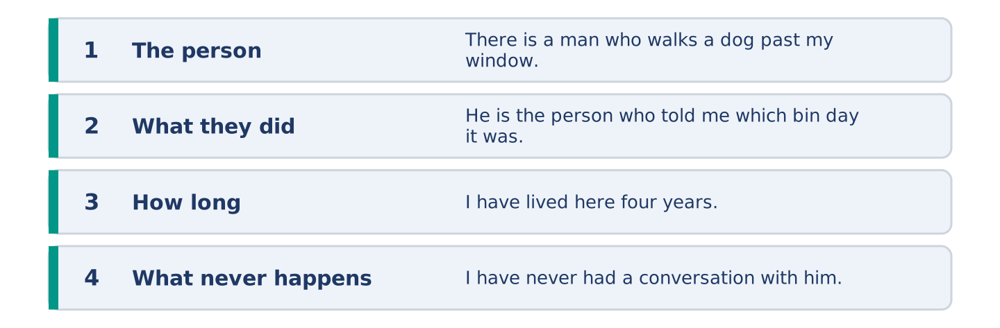 1 The person There is a man who walks a dog past my
window.
2 What they did He is the person who told me which bin day
it was.
3 How long I have lived here four years.
4 What never happens I have never had a conversation with him.